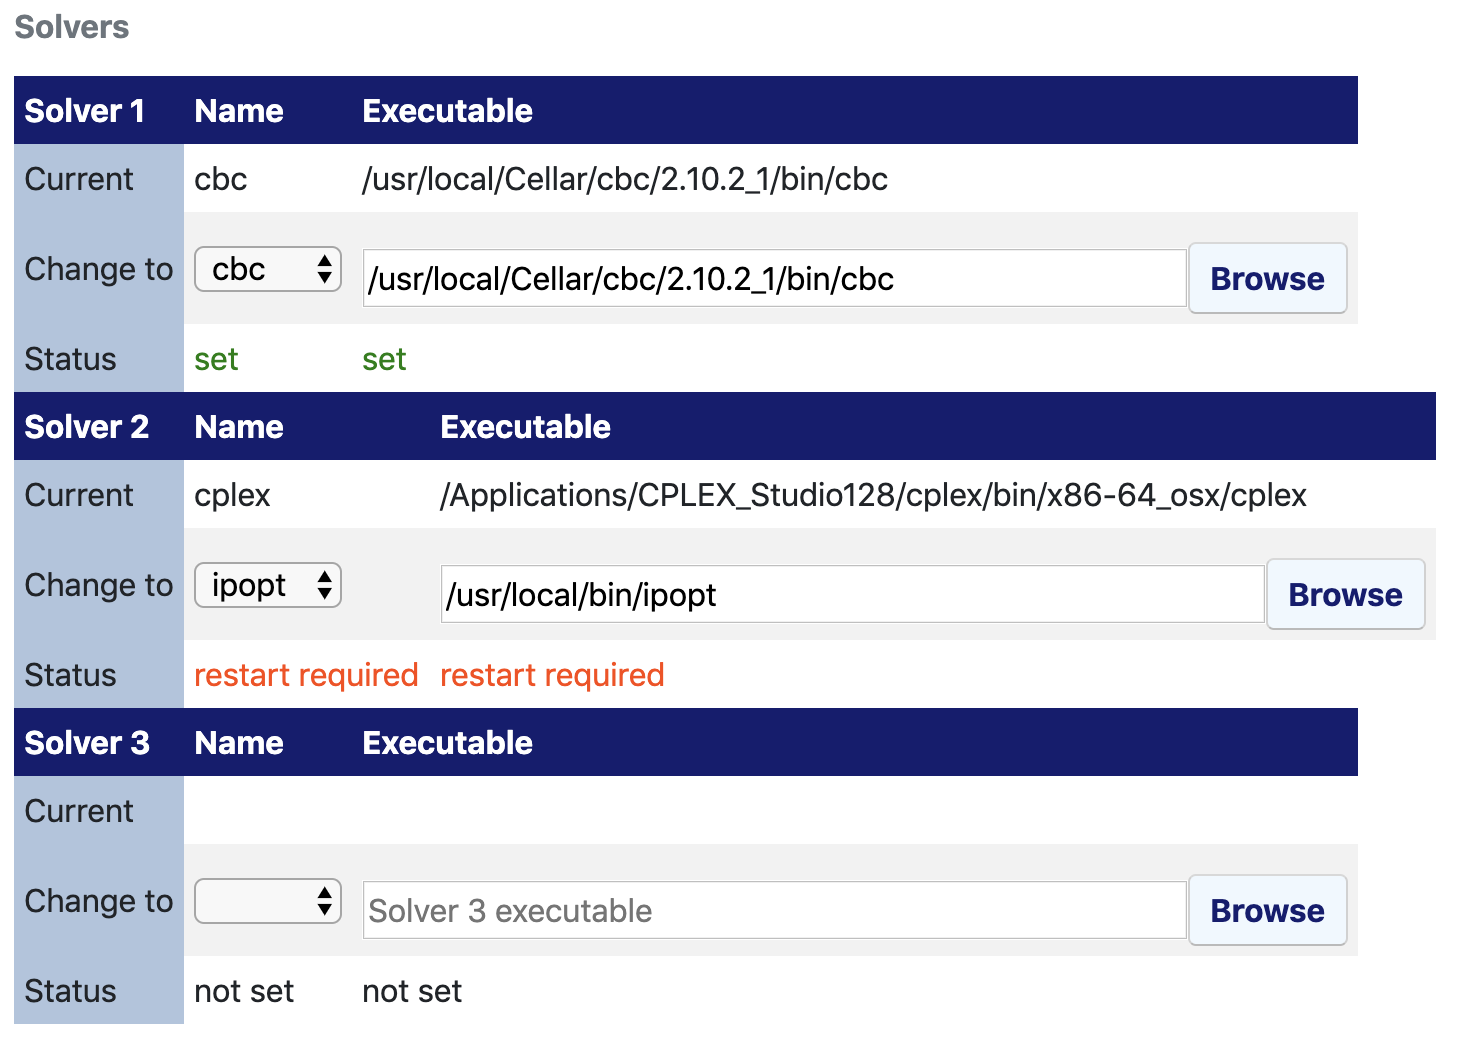 Solvers
Solver 1 Name Executable
Current cbc /usr/local/Cellar/cbc/2.10.2_1/bin/cbc
Change to cbc /usr/local/Cellar/cbc/2.10.2_1/bin/cbc Browse
Status set set
Solver 2 Name Executable
Current cplex /Applications/CPLEX_Studio128/cplex/bin/x86-64_osx/cplex
Change to ipopt /usr/local/bin/ipopt Browse
Status restart required restart required
Solver 3 Name Executable
Current
Change to Solver 3 executable Browse
Status not set not set